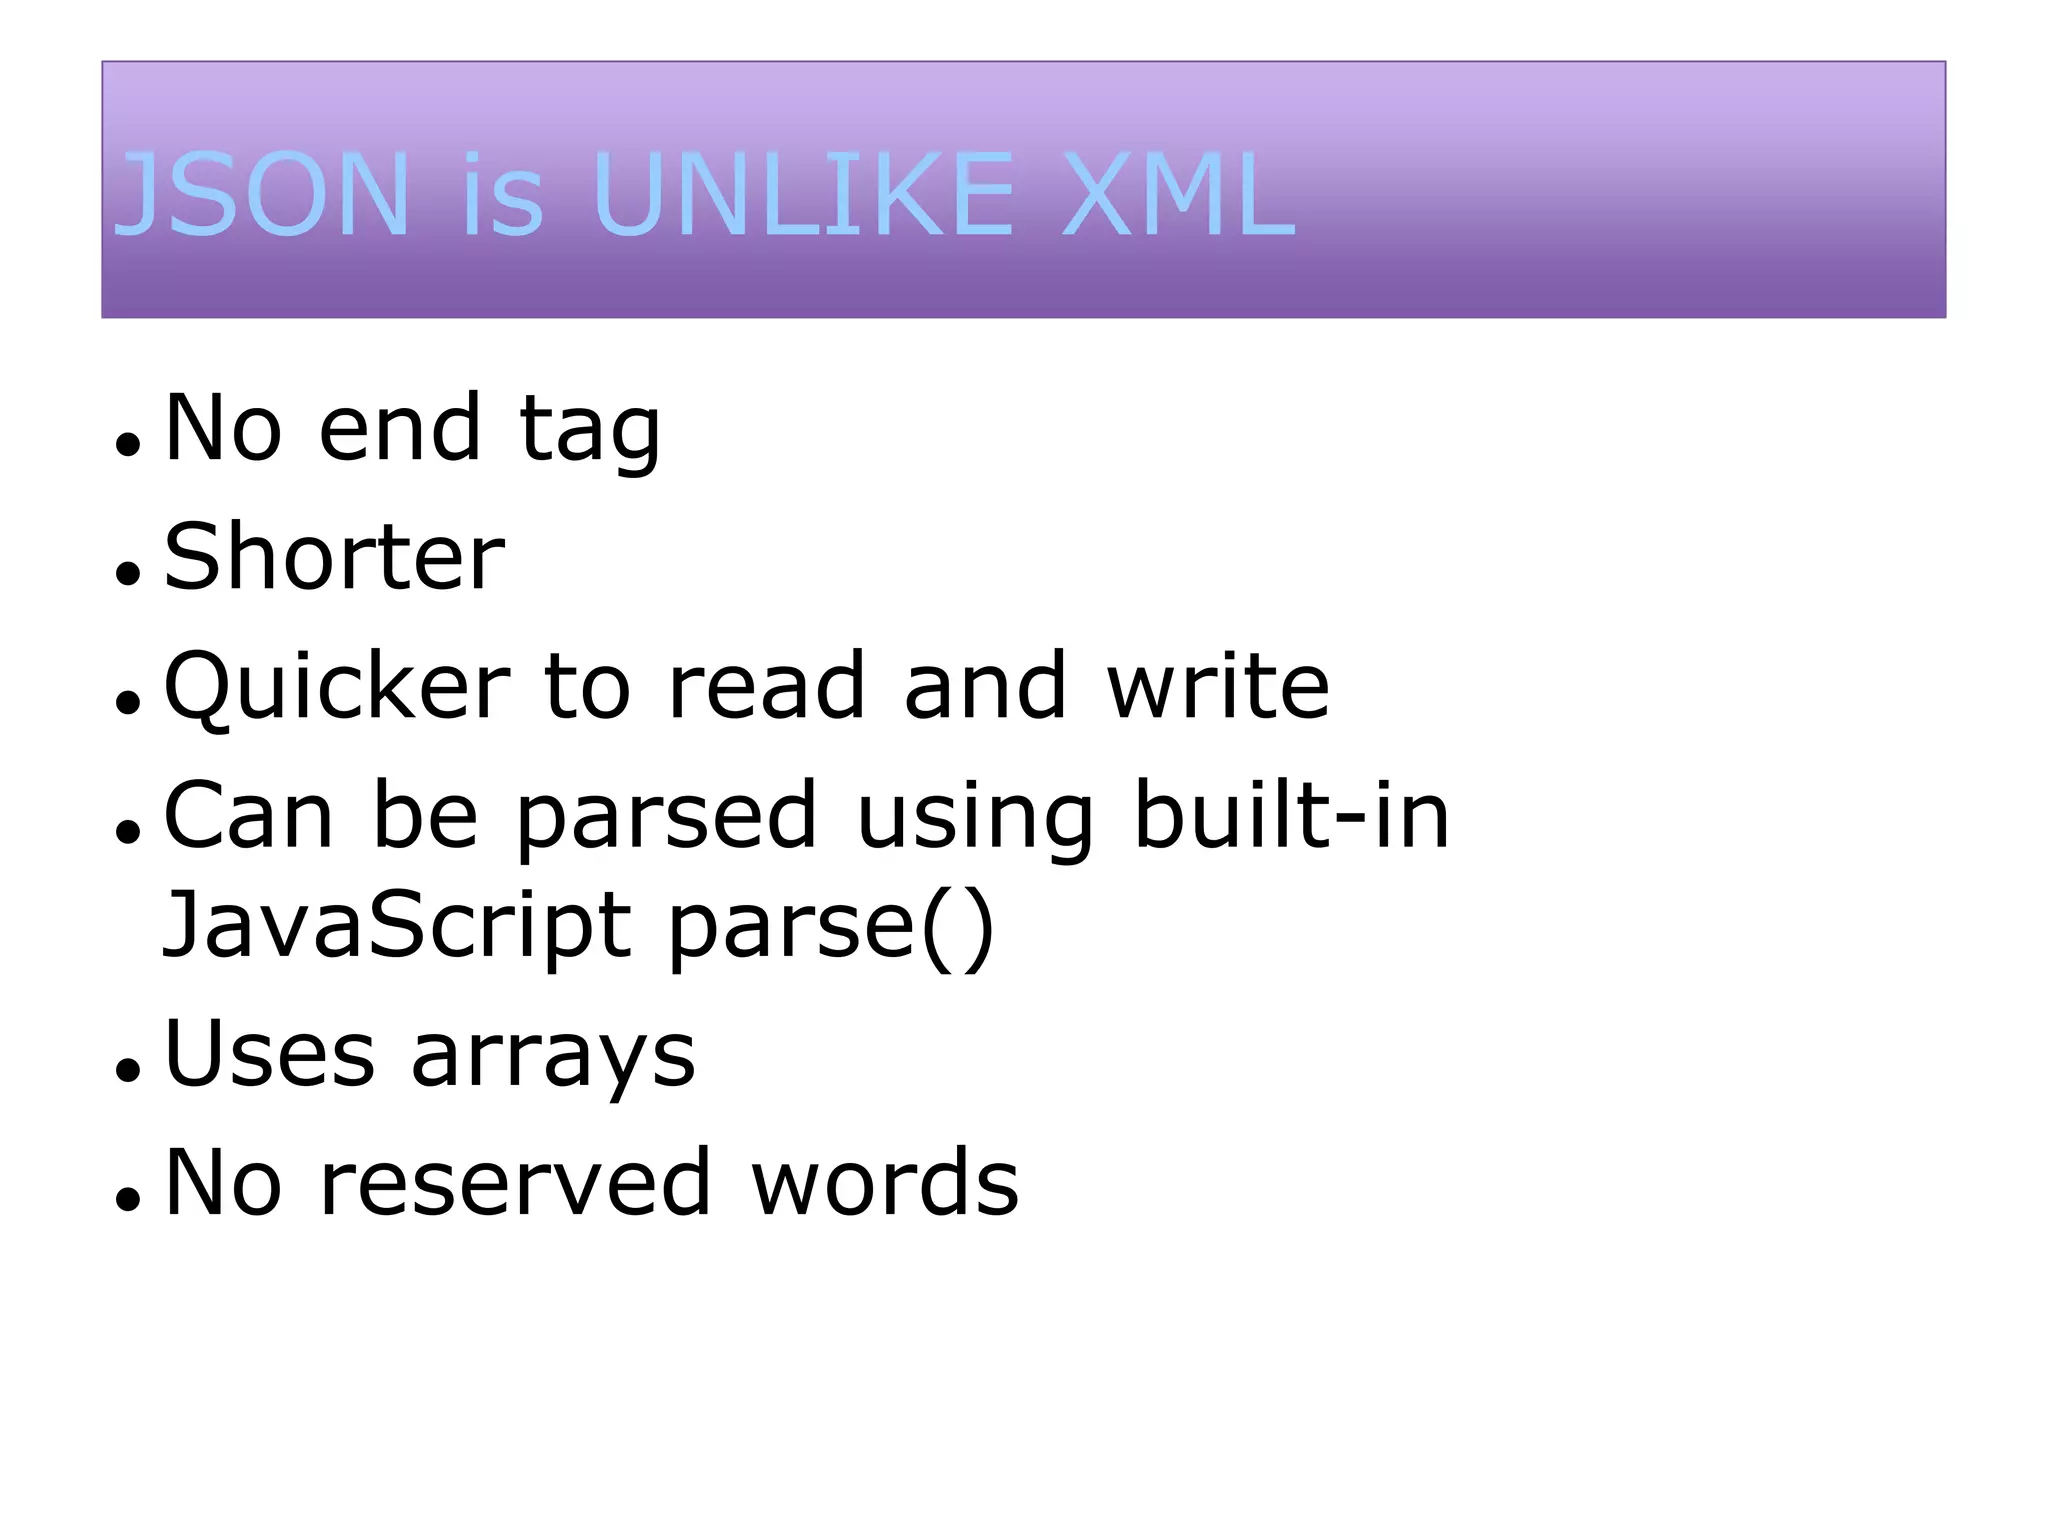 JSON is UNLIKE XML
• No end tag
• Shorter
• Quicker to read and write
• Can be parsed using built-in
JavaScript parse()
• Uses arrays
• No reserved words